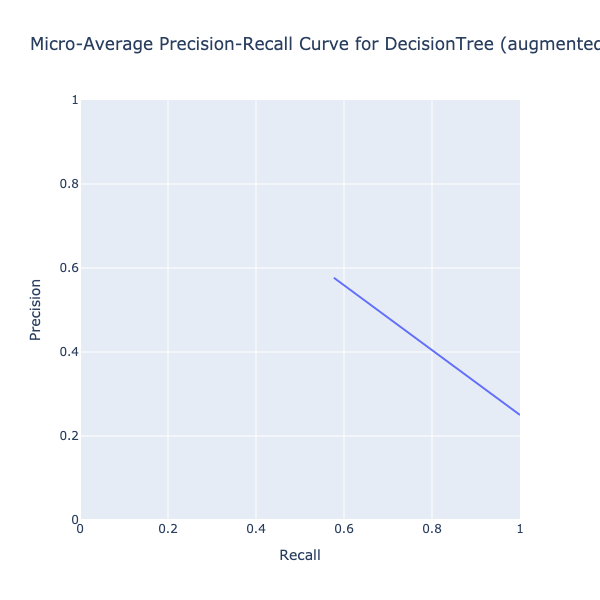 Micro-Average Precision-Recall Curve for DecisionTree (augmented
1
0.8
0.6
0.4
0.2
0
Precision
0 0.2 0.4 0.6 0.8 1
Recall